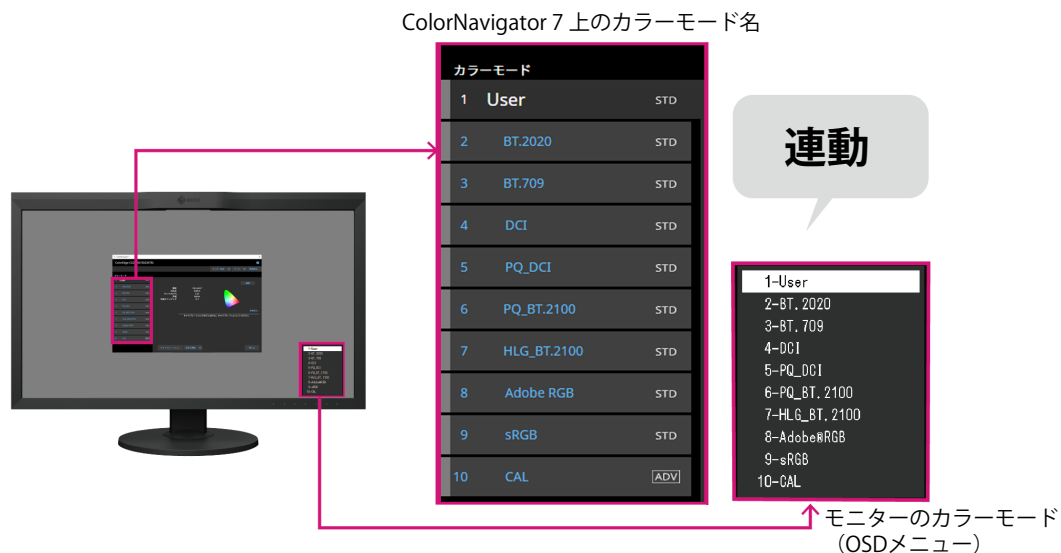 ColorNavigator 7 上のカラーモード名
カラーモード
1 User STD
2 BT.2020 STD
3 BT.709 STD
4 DCI STD
5 PQ_DCI STD
6 PQ_BT.2100 STD
7 HLG_BT.2100 STD
8 Adobe RGB STD
9 sRGB STD
10 CAL ADV
連動
1-User
2-BT.2020
3-BT.709
4-DCI
5-PQ_DCI
6-PQ_BT.2100
7-HLG_BT.2100
8-Adobe®RGB
9-sRGB
10-CAL
モニターのカラーモード
（OSDメニュー）